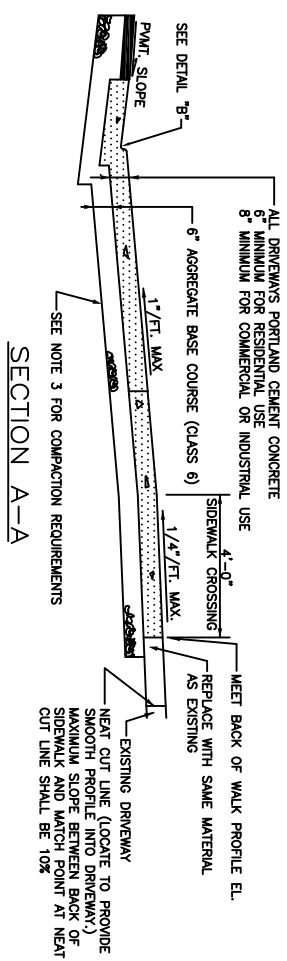 ALL DRIVEWAYS PORTLAND CEMENT CONCRETE
6" MINIMUM FOR RESIDENTIAL USE
8" MINIMUM FOR COMMERCIAL OR INDUSTRIAL USE
6" AGGREGATE BASE COURSE (CLASS 6)
SEE DETAIL "B"
PVMT. SLOPE
1"/FT. MAX
1/4"/FT. MAX.
4'-0"
SIDEWALK CROSSING
MEET BACK OF WALK PROFILE EL.
REPLACE WITH SAME MATERIAL
AS EXISTING
EXISTING DRIVEWAY
NEAT CUT LINE (LOCATE TO PROVIDE
SMOOTH PROFILE INTO DRIVEWAY.)
MAXIMUM SLOPE BETWEEN BACK OF
SIDEWALK AND MATCH POINT AT NEAT
CUT LINE SHALL BE 10%
SEE NOTE 3 FOR COMPACTION REQUIREMENTS
SECTION A-A